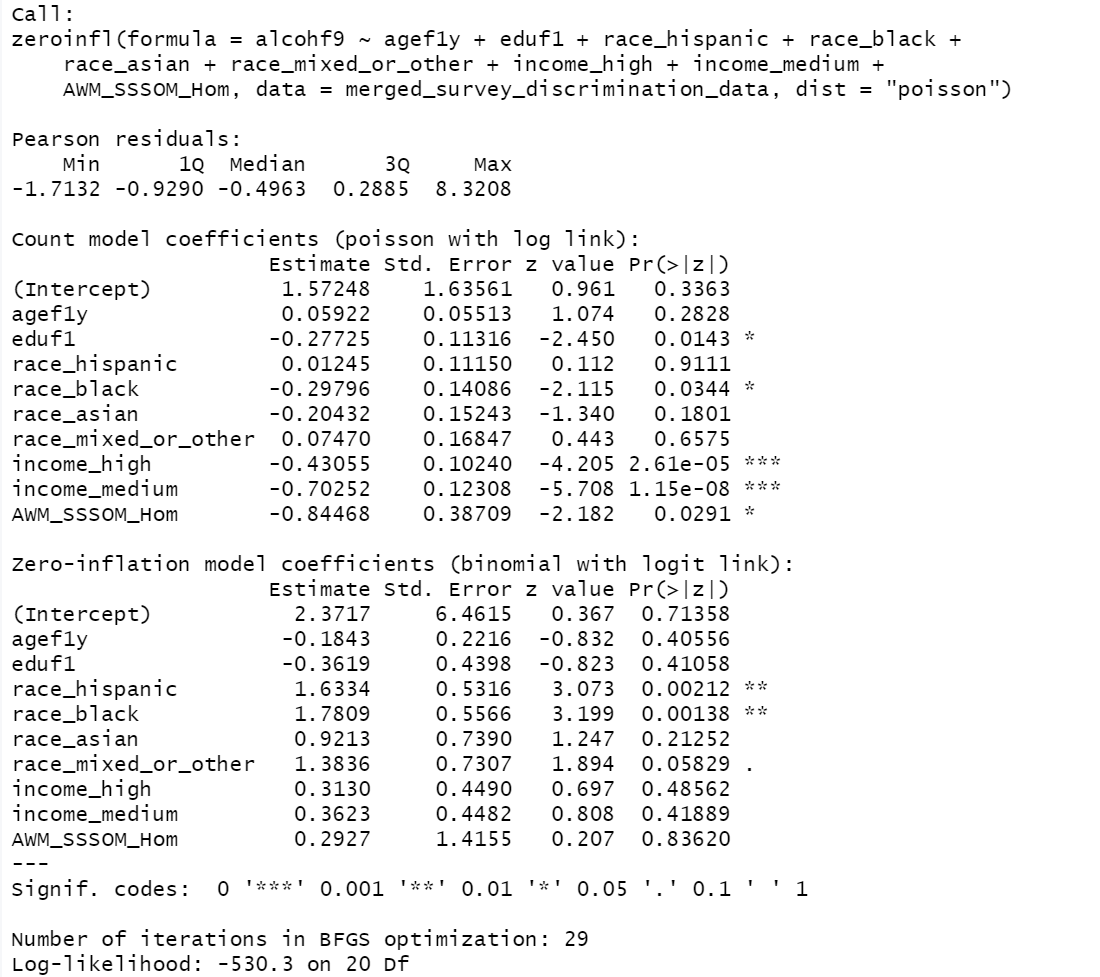 Call:
zeroinfl(formula = alcohf9 ~ agef1y + eduf1 + race_hispanic + race_black +
    race_asian + race_mixed_or_other + income_high + income_medium +
    AWM_SSSOM_Hom, data = merged_survey_discrimination_data, dist = "poisson")

Pearson residuals:
    Min      1Q  Median      3Q     Max
-1.7132 -0.9290 -0.4963  0.2885  8.3208

Count model coefficients (poisson with log link):
                    Estimate Std. Error z value Pr(>|z|)
(Intercept)          1.57248    1.63561   0.961   0.3363
agef1y               0.05922    0.05513   1.074   0.2828
eduf1               -0.27725    0.11316  -2.450   0.0143 *
race_hispanic        0.01245    0.11150   0.112   0.9111
race_black          -0.29796    0.14086  -2.115   0.0344 *
race_asian          -0.20432    0.15243  -1.340   0.1801
race_mixed_or_other  0.07470    0.16847   0.443   0.6575
income_high         -0.43055    0.10240  -4.205 2.61e-05 ***
income_medium       -0.70252    0.12308  -5.708 1.15e-08 ***
AWM_SSSOM_Hom       -0.84468    0.38709  -2.182   0.0291 *

Zero-inflation model coefficients (binomial with logit link):
                    Estimate Std. Error z value Pr(>|z|)
(Intercept)           2.3717     6.4615   0.367  0.71358
agef1y               -0.1843     0.2216  -0.832  0.40556
eduf1                -0.3619     0.4398  -0.823  0.41058
race_hispanic         1.6334     0.5316   3.073  0.00212 **
race_black            1.7809     0.5566   3.199  0.00138 **
race_asian            0.9213     0.7390   1.247  0.21252
race_mixed_or_other   1.3836     0.7307   1.894  0.05829 .
income_high           0.3130     0.4490   0.697  0.48562
income_medium         0.3623     0.4482   0.808  0.41889
AWM_SSSOM_Hom         0.2927     1.4155   0.207  0.83620
---
Signif. codes:  0 '***' 0.001 '**' 0.01 '*' 0.05 '.' 0.1 ' ' 1

Number of iterations in BFGS optimization: 29
Log-likelihood: -530.3 on 20 Df